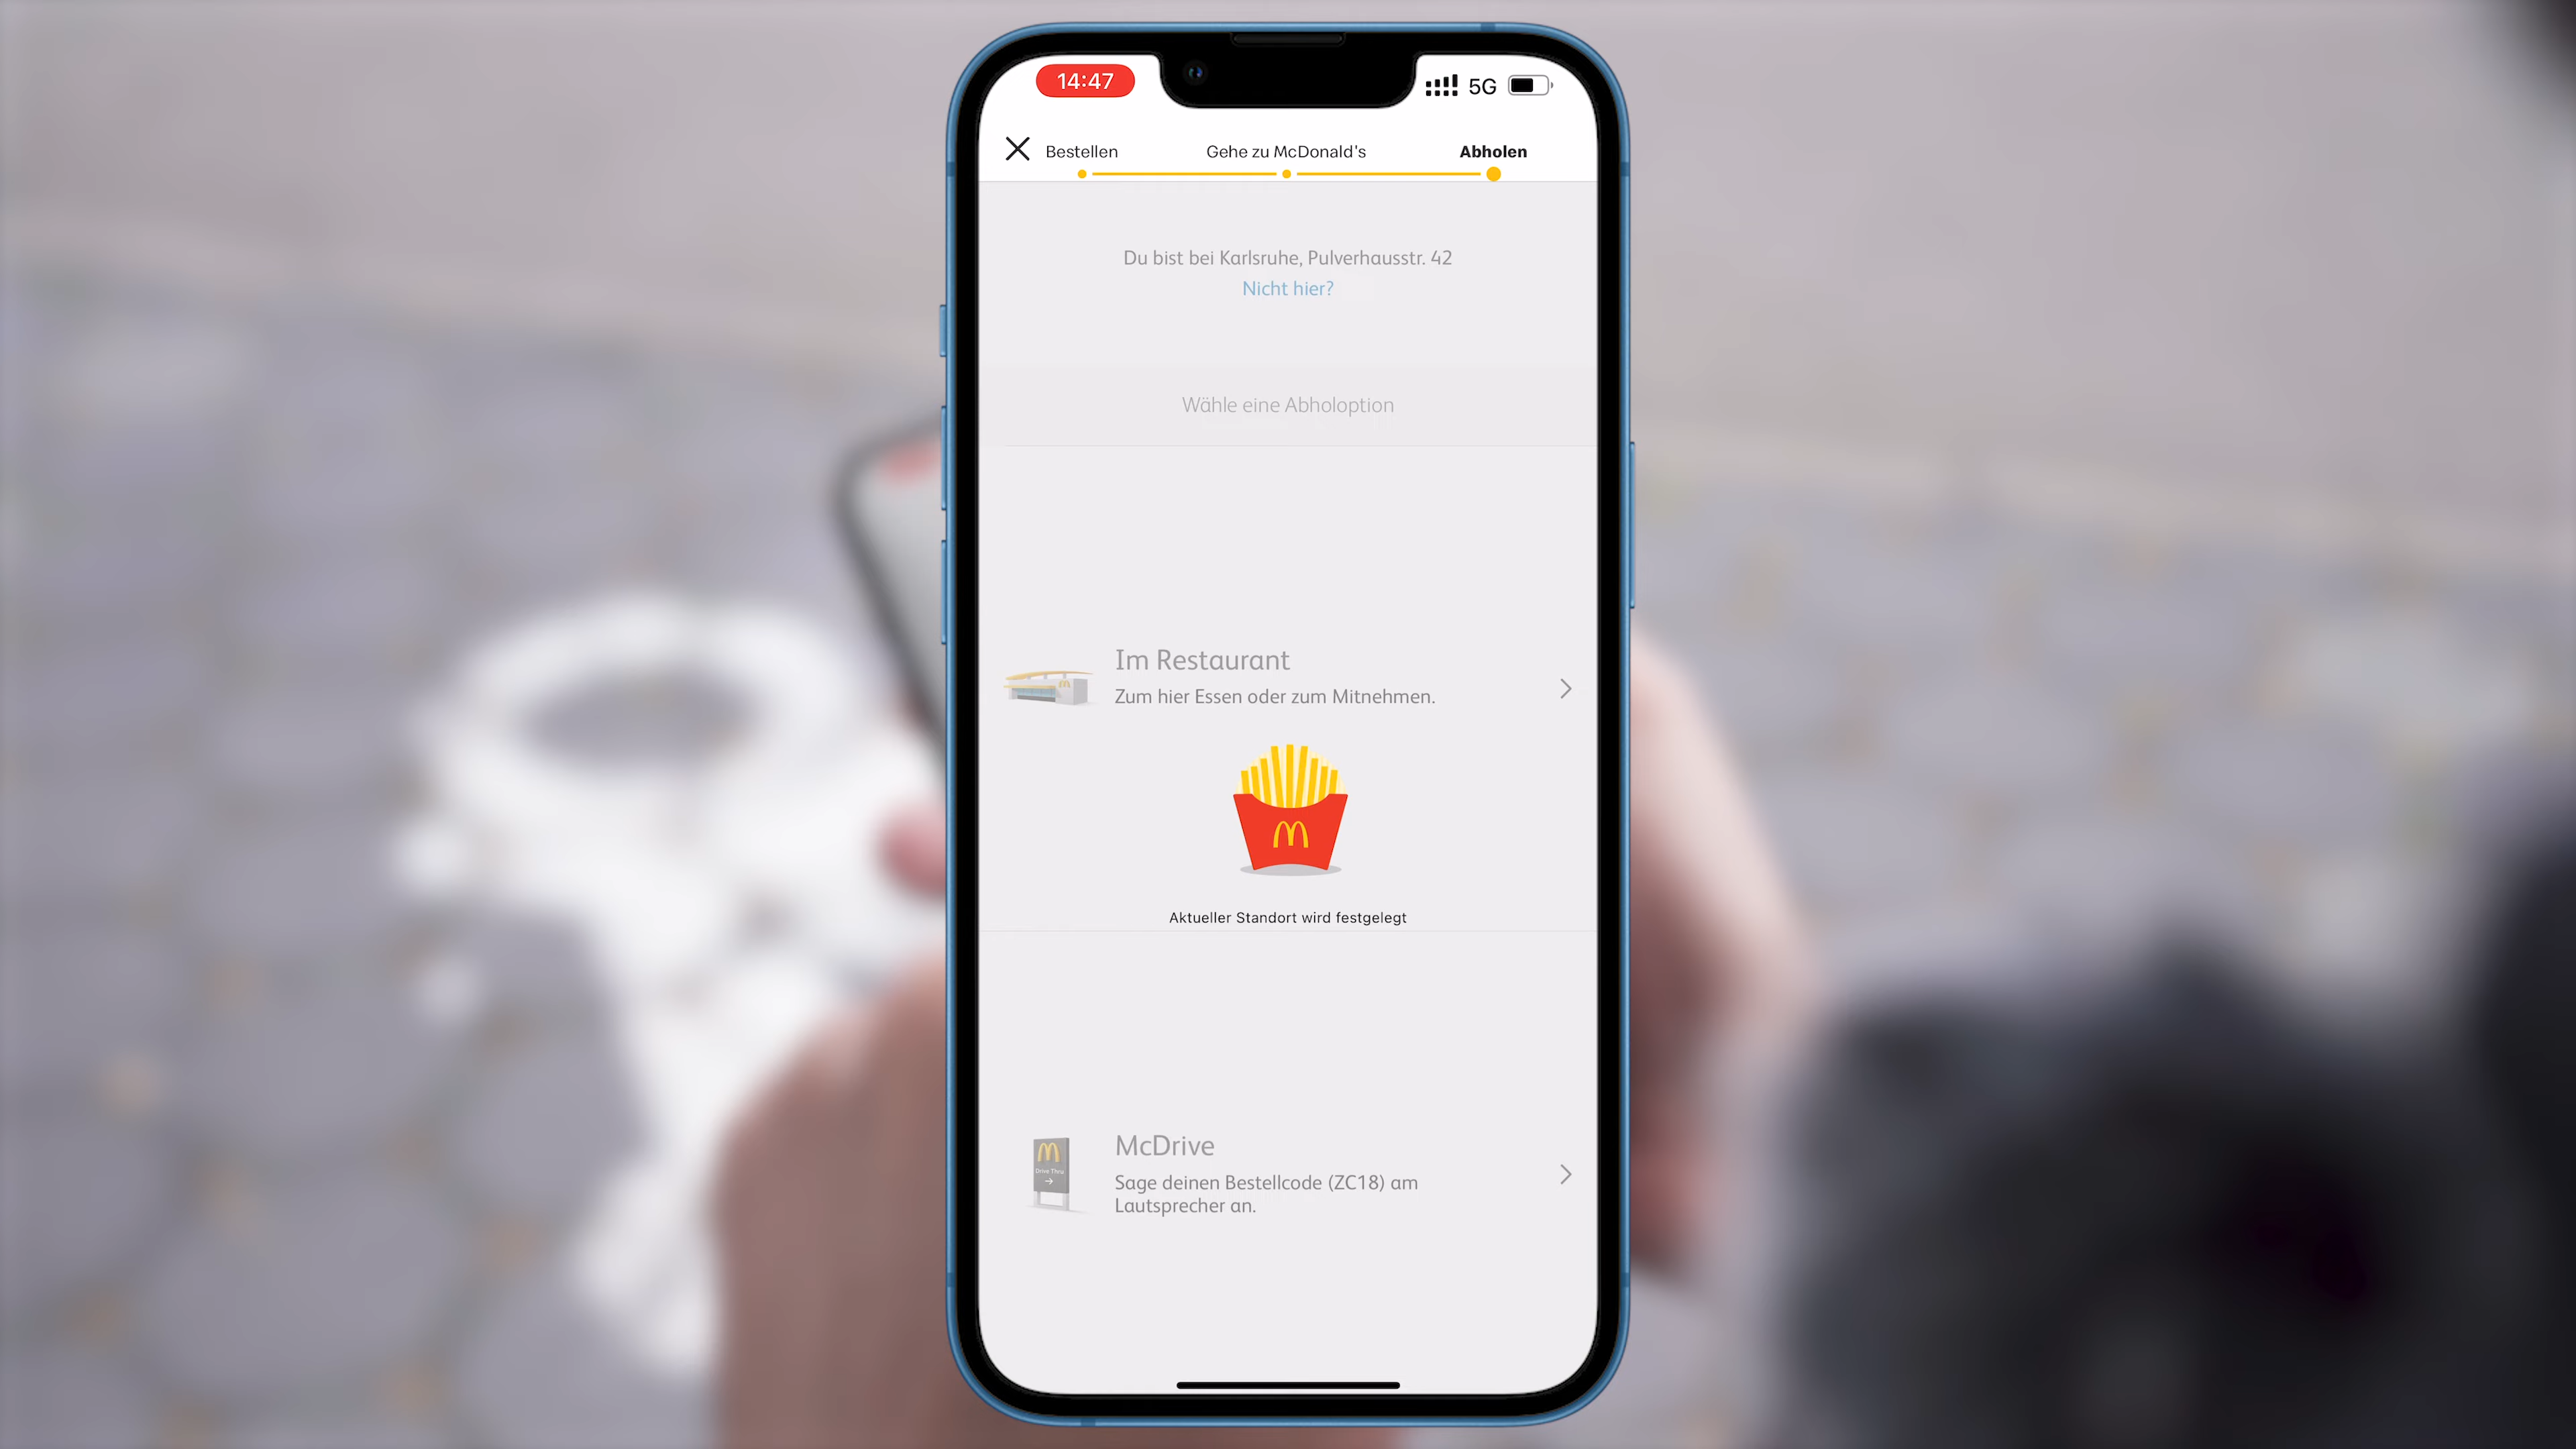 14:47
5G
Bestellen
Gehe zu McDonald's
Abholen
Du bist bei Karlsruhe, Pulverhausstr. 42
Nicht hier?
Wähle eine Abholoption
Im Restaurant
Zum hier Essen oder zum Mitnehmen.
Aktueller Standort wird festgelegt
McDrive
Drive Thru
Sage deinen Bestellcode (ZC18) am
Lautsprecher an.